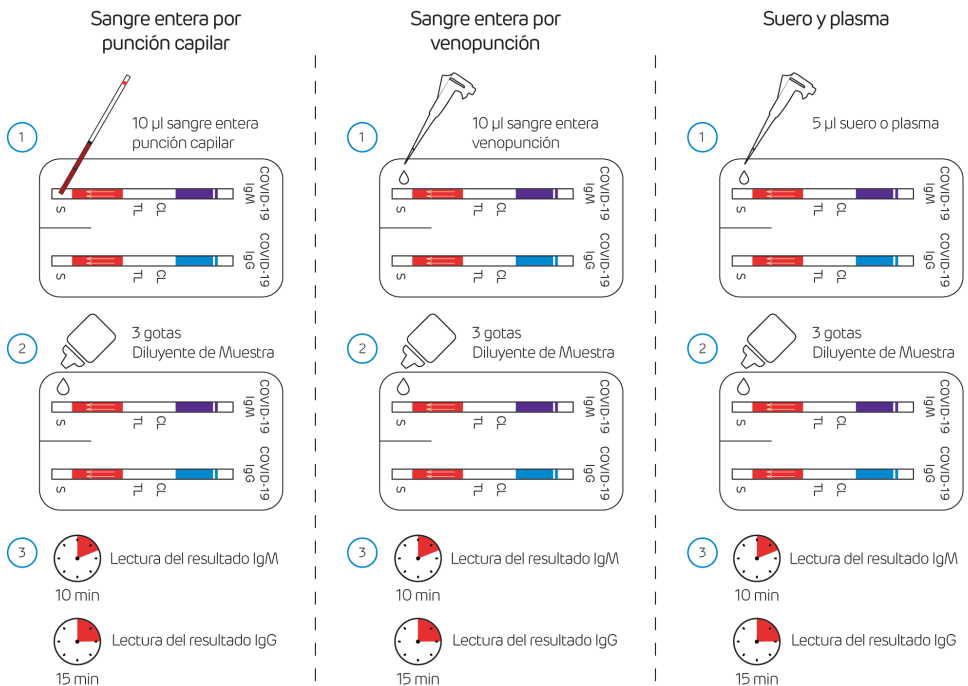 Sangre entera por
punción capilar
1
10 µl sangre entera
punción capilar
COVID-19
IgM
S
TL
CL
COVID-19
IgG
S
TL
CL
2
3 gotas
Diluyente de Muestra
COVID-19
IgM
S
TL
CL
COVID-19
IgG
S
TL
CL
3
Lectura del resultado IgM
10 min
Lectura del resultado IgG
15 min
Sangre entera por
venopunción
1
10 µl sangre entera
venopunción
COVID-19
IgM
S
TL
CL
COVID-19
IgG
S
TL
CL
2
3 gotas
Diluyente de Muestra
COVID-19
IgM
S
TL
CL
COVID-19
IgG
S
TL
CL
3
Lectura del resultado IgM
10 min
Lectura del resultado IgG
15 min
Suero y plasma
1
5 µl suero o plasma
COVID-19
IgM
S
TL
CL
COVID-19
IgG
S
TL
CL
2
3 gotas
Diluyente de Muestra
COVID-19
IgM
S
TL
CL
COVID-19
IgG
S
TL
CL
3
Lectura del resultado IgM
10 min
Lectura del resultado IgG
15 min